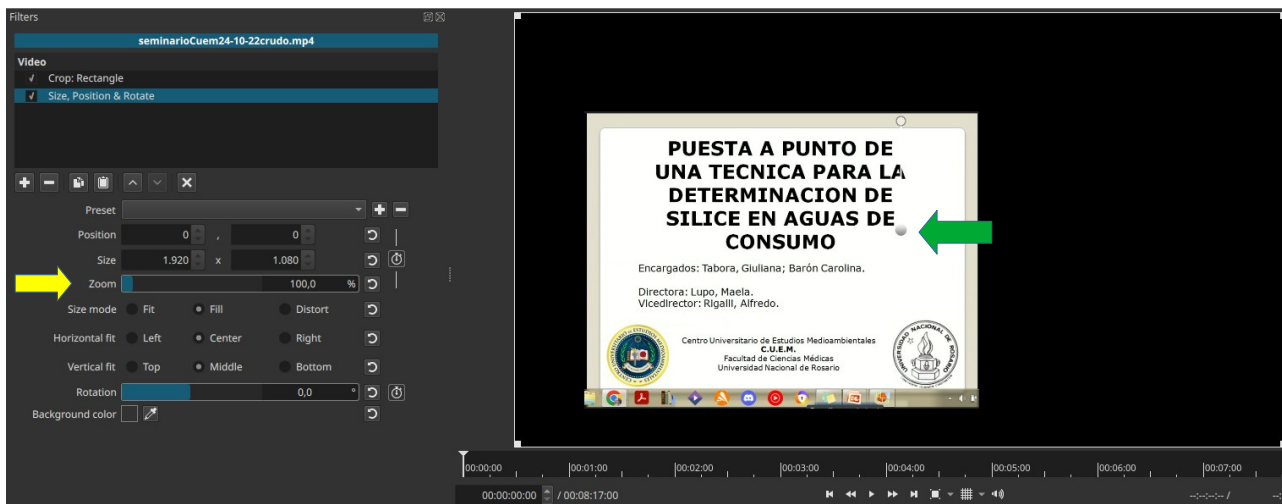 Filters
seminarioCuem24-10-22crudo.mp4
Video
Crop: Rectangle
Size, Position & Rotate
Preset
Position 0 , 0
Size 1.920 x 1.080
Zoom 100,0 %
Size mode Fit Fill Distort
Horizontal fit Left Center Right
Vertical fit Top Middle Bottom
Rotation 0,0 °
Background color
PUESTA A PUNTO DE
UNA TECNICA PARA LA
DETERMINACION DE
SILICE EN AGUAS DE
CONSUMO
Encargados: Tabora, Giuliana; Barón Carolina.
Directora: Lupo, Maela.
Vicedirector: Rigalli, Alfredo.
Centro Universitario de Estudios Medioambientales
C.U.E.M.
Facultad de Ciencias Médicas
Universidad Nacional de Rosario
UNIVERSIDAD NACIONAL DE ROSARIO
00:00:00 00:01:00 00:02:00 00:03:00 00:04:00 00:05:00 00:06:00 00:07:00
00:00:00:00 / 00:08:17:00 --:--:--:-- /